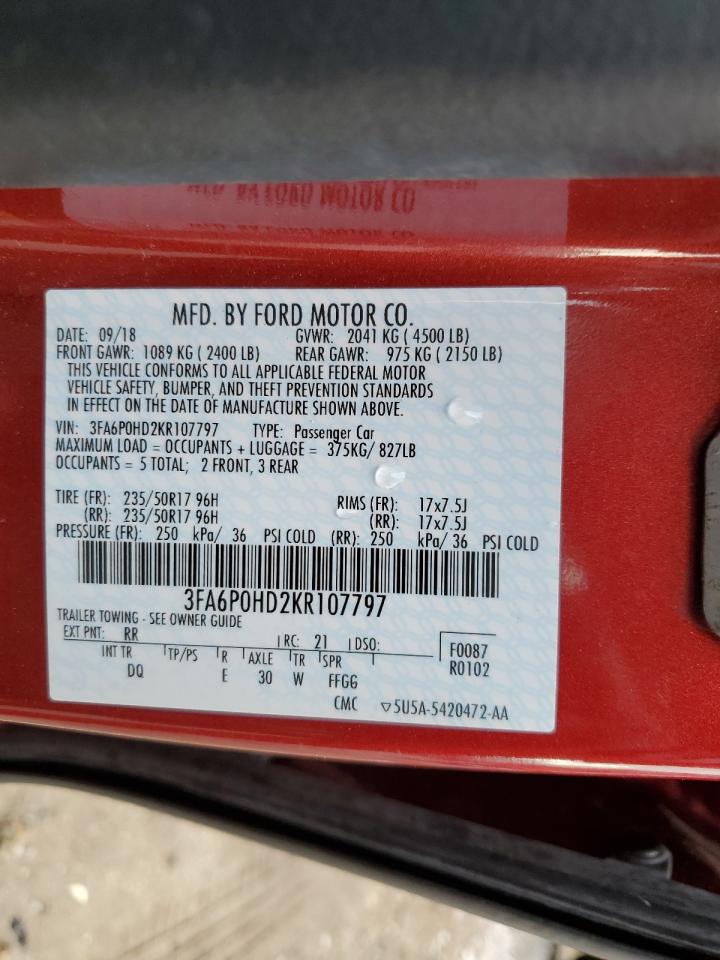 MFD. BY FORD MOTOR CO.
DATE: 09/18 GVWR: 2041 KG ( 4500 LB)
FRONT GAWR: 1089 KG ( 2400 LB) REAR GAWR: 975 KG ( 2150 LB)
THIS VEHICLE CONFORMS TO ALL APPLICABLE FEDERAL MOTOR
VEHICLE SAFETY, BUMPER, AND THEFT PREVENTION STANDARDS
IN EFFECT ON THE DATE OF MANUFACTURE SHOWN ABOVE.
VIN: 3FA6P0HD2KR107797 TYPE: Passenger Car
MAXIMUM LOAD = OCCUPANTS + LUGGAGE = 375KG/ 827LB
OCCUPANTS = 5 TOTAL; 2 FRONT, 3 REAR
TIRE (FR): 235/50R17 96H RIMS (FR): 17x7.5J
(RR): 235/50R17 96H (RR): 17x7.5J
PRESSURE (FR): 250 kPa/ 36 PSI COLD (RR): 250 kPa/ 36 PSI COLD
3FA6P0HD2KR107797
TRAILER TOWING - SEE OWNER GUIDE
EXT PNT: RR RC: 21 DSO: F0087
INT TR TP/PS R AXLE TR SPR R0102
DQ E 30 W FFGG
CMC ▽5U5A-5420472-AA